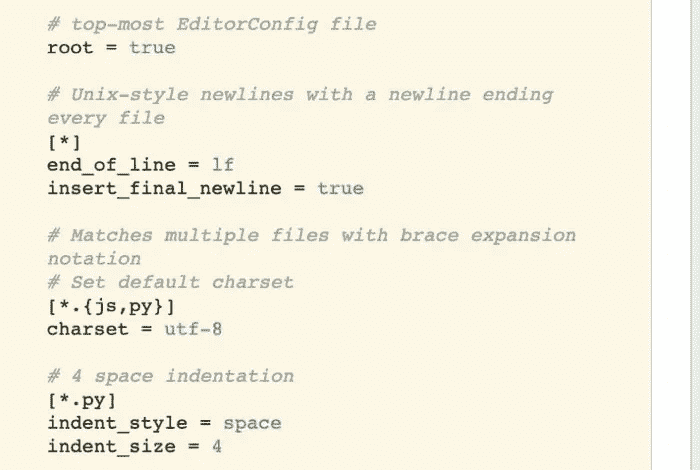 # top-most EditorConfig file
root = true
# Unix-style newlines with a newline ending
every file
[*]
end_of_line = lf
insert_final_newline = true
# Matches multiple files with brace expansion
notation
# Set default charset
[*.{js,py}]
charset = utf-8
# 4 space indentation
[*.py]
indent_style = space
indent_size = 4